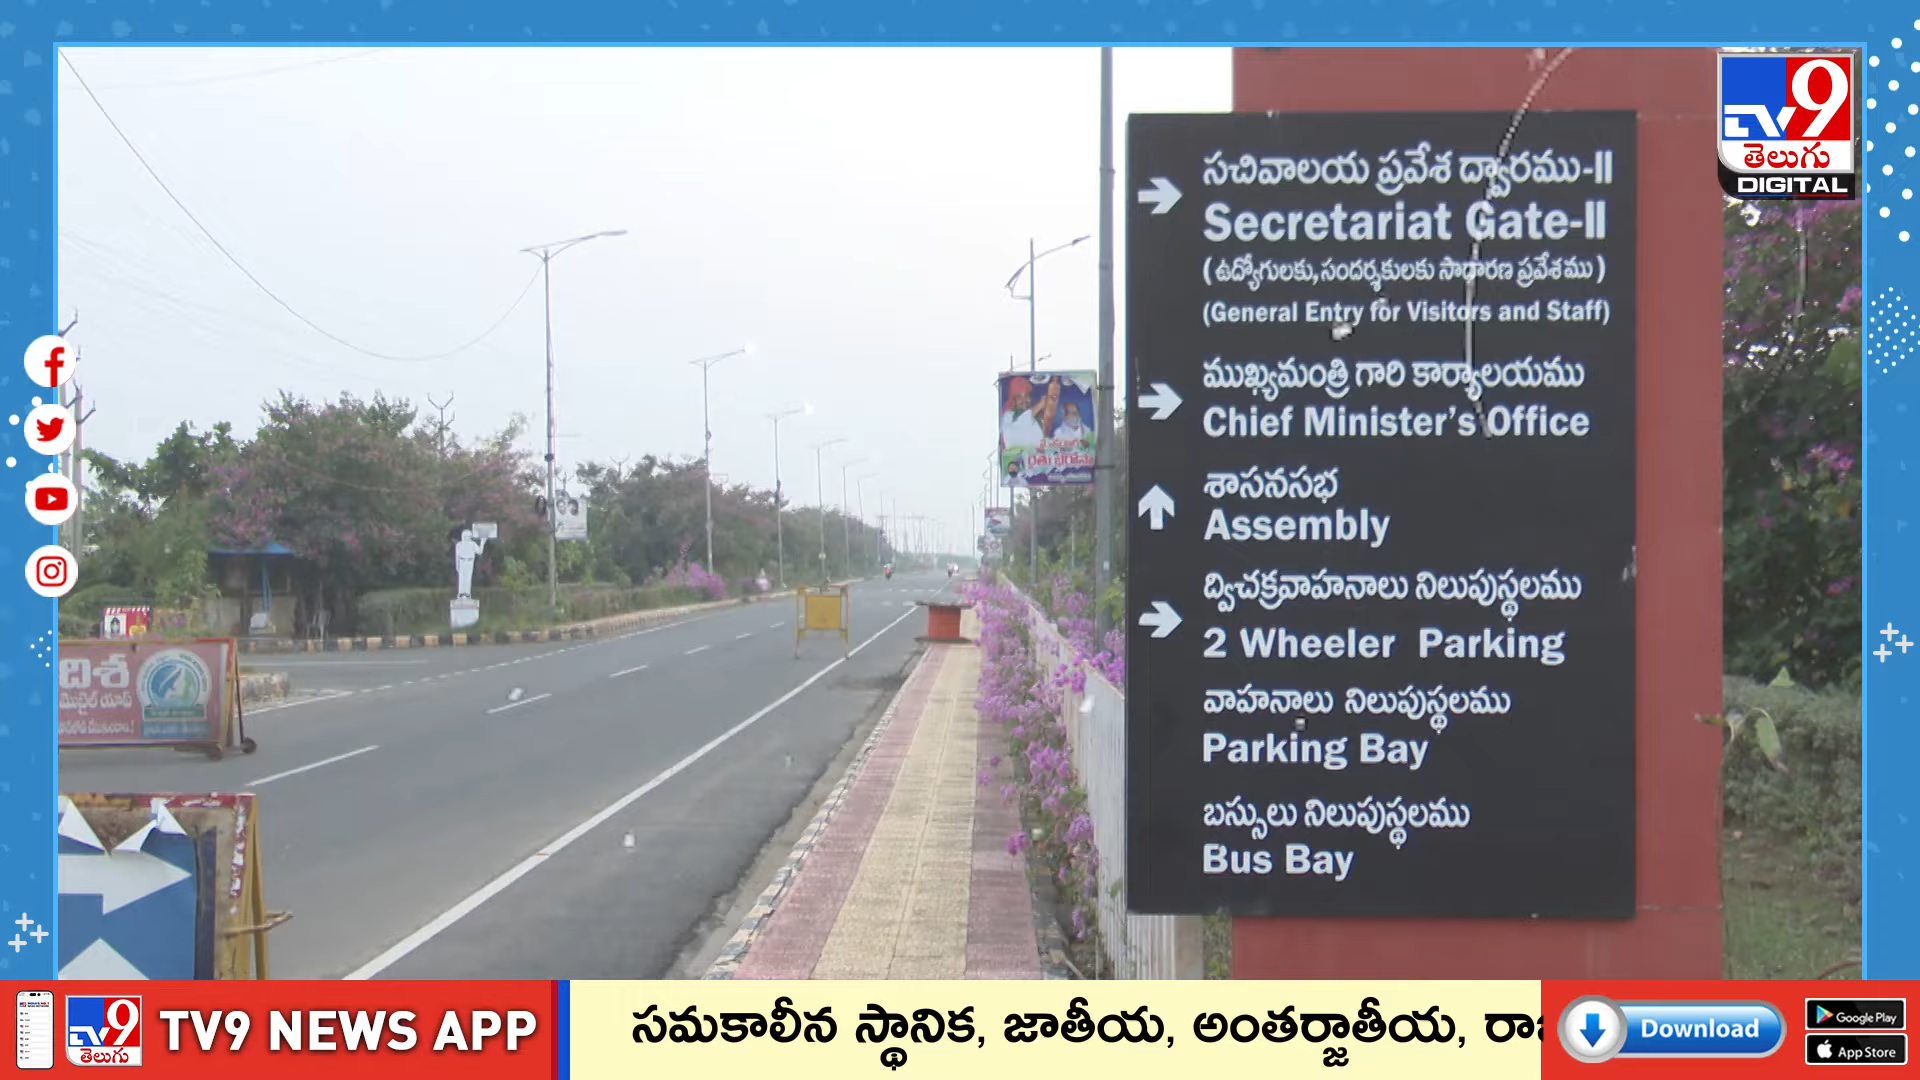 TV9
తెలుగు
DIGITAL
సచివాలయ ప్రవేశ ద్వారము-II
Secretariat Gate-II
(ఉద్యోగులకు, సందర్శకులకు సాధారణ ప్రవేశము)
(General Entry for Visitors and Staff)
ముఖ్యమంత్రి గారి కార్యాలయము
Chief Minister's Office
శాసనసభ
Assembly
ద్విచక్రవాహనాలు నిలుపుస్థలము
2 Wheeler Parking
వాహనాలు నిలుపుస్థలము
Parking Bay
బస్సులు నిలుపుస్థలము
Bus Bay
రైతు భరోసా
దిశ
మొబైల్ యాప్
TV9
తెలుగు
TV9 NEWS APP
సమకాలీన స్థానిక, జాతీయ, అంతర్జాతీయ,
Download
Google Play
App Store